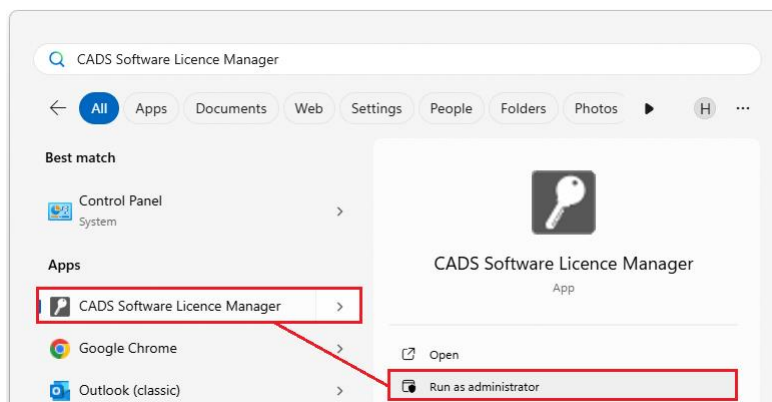 CADS Software Licence Manager
All Apps Documents Web Settings People Folders Photos H ...
Best match
Control Panel
System
Apps
CADS Software Licence Manager
Google Chrome
Outlook (classic)
CADS Software Licence Manager
App
Open
Run as administrator